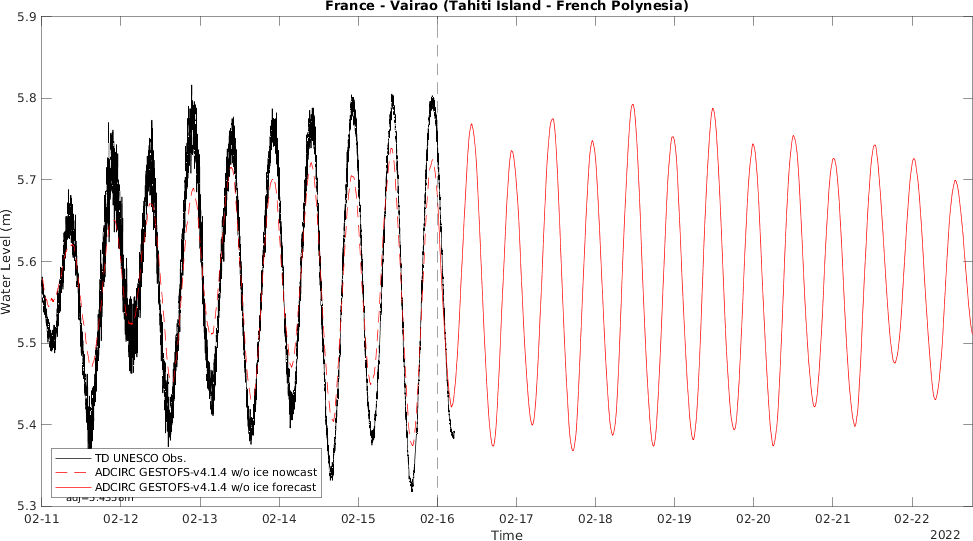 France - Vairao (Tahiti Island - French Polynesia)
5.9
5.8
5.7
5.6
5.5
5.4
5.3
Water Level (m)
TD UNESCO Obs.
ADCIRC GESTOFS-v4.1.4 w/o ice nowcast
ADCIRC GESTOFS-v4.1.4 w/o ice forecast
02-11 02-12 02-13 02-14 02-15 02-16 02-17 02-18 02-19 02-20 02-21 02-22
Time
2022